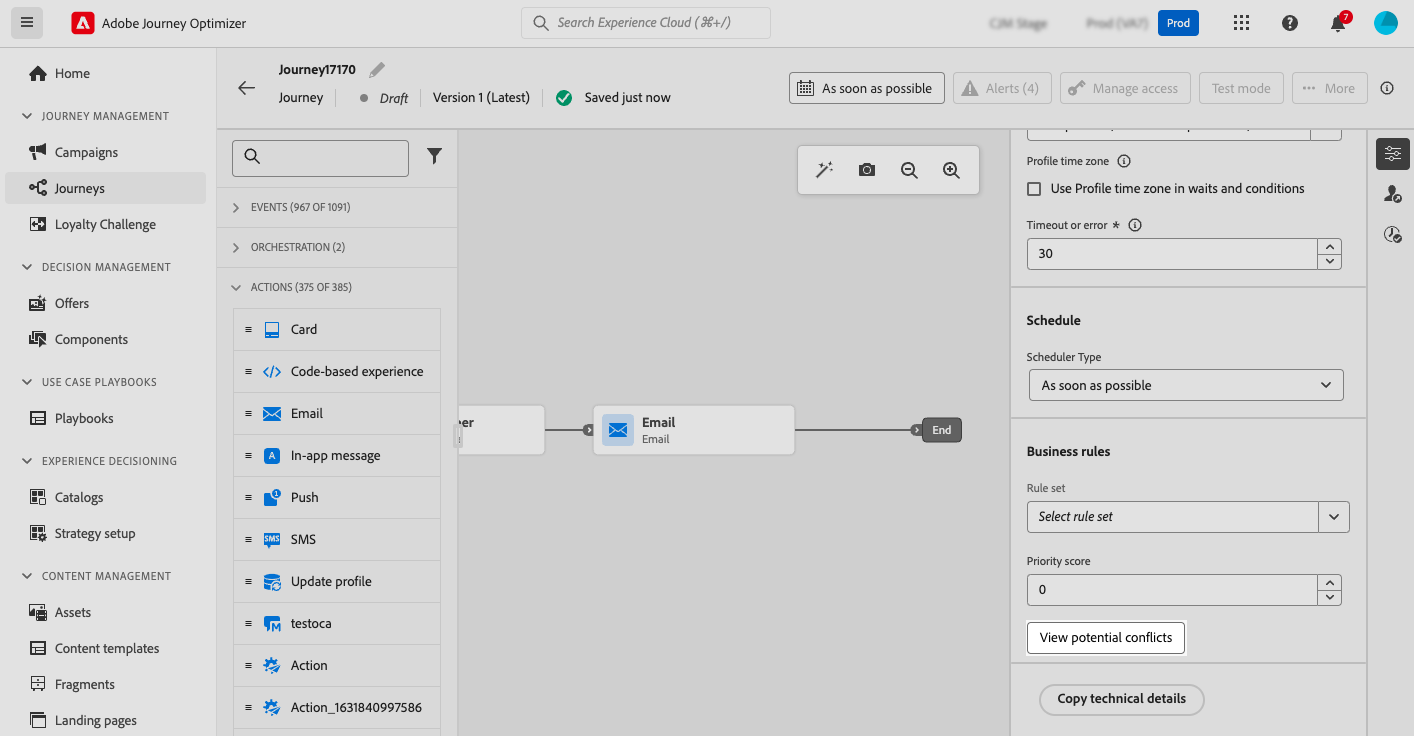 Adobe Journey Optimizer
Search Experience Cloud (⌘+/)
Prod
7
Home
JOURNEY MANAGEMENT
Campaigns
Journeys
Loyalty Challenge
DECISION MANAGEMENT
Offers
Components
USE CASE PLAYBOOKS
Playbooks
EXPERIENCE DECISIONING
Catalogs
Strategy setup
CONTENT MANAGEMENT
Assets
Content templates
Fragments
Landing pages
Journey17170
Journey
Draft
Version 1 (Latest)
Saved just now
As soon as possible
Alerts (4)
Manage access
Test mode
More
EVENTS (967 OF 1091)
ORCHESTRATION (2)
ACTIONS (375 OF 385)
Card
Code-based experience
Email
In-app message
Push
SMS
Update profile
testoca
Action
Action_1631840997586
Email
Email
End
Profile time zone
Use Profile time zone in waits and conditions
Timeout or error *
30
Schedule
Scheduler Type
As soon as possible
Business rules
Rule set
Select rule set
Priority score
0
View potential conflicts
Copy technical details